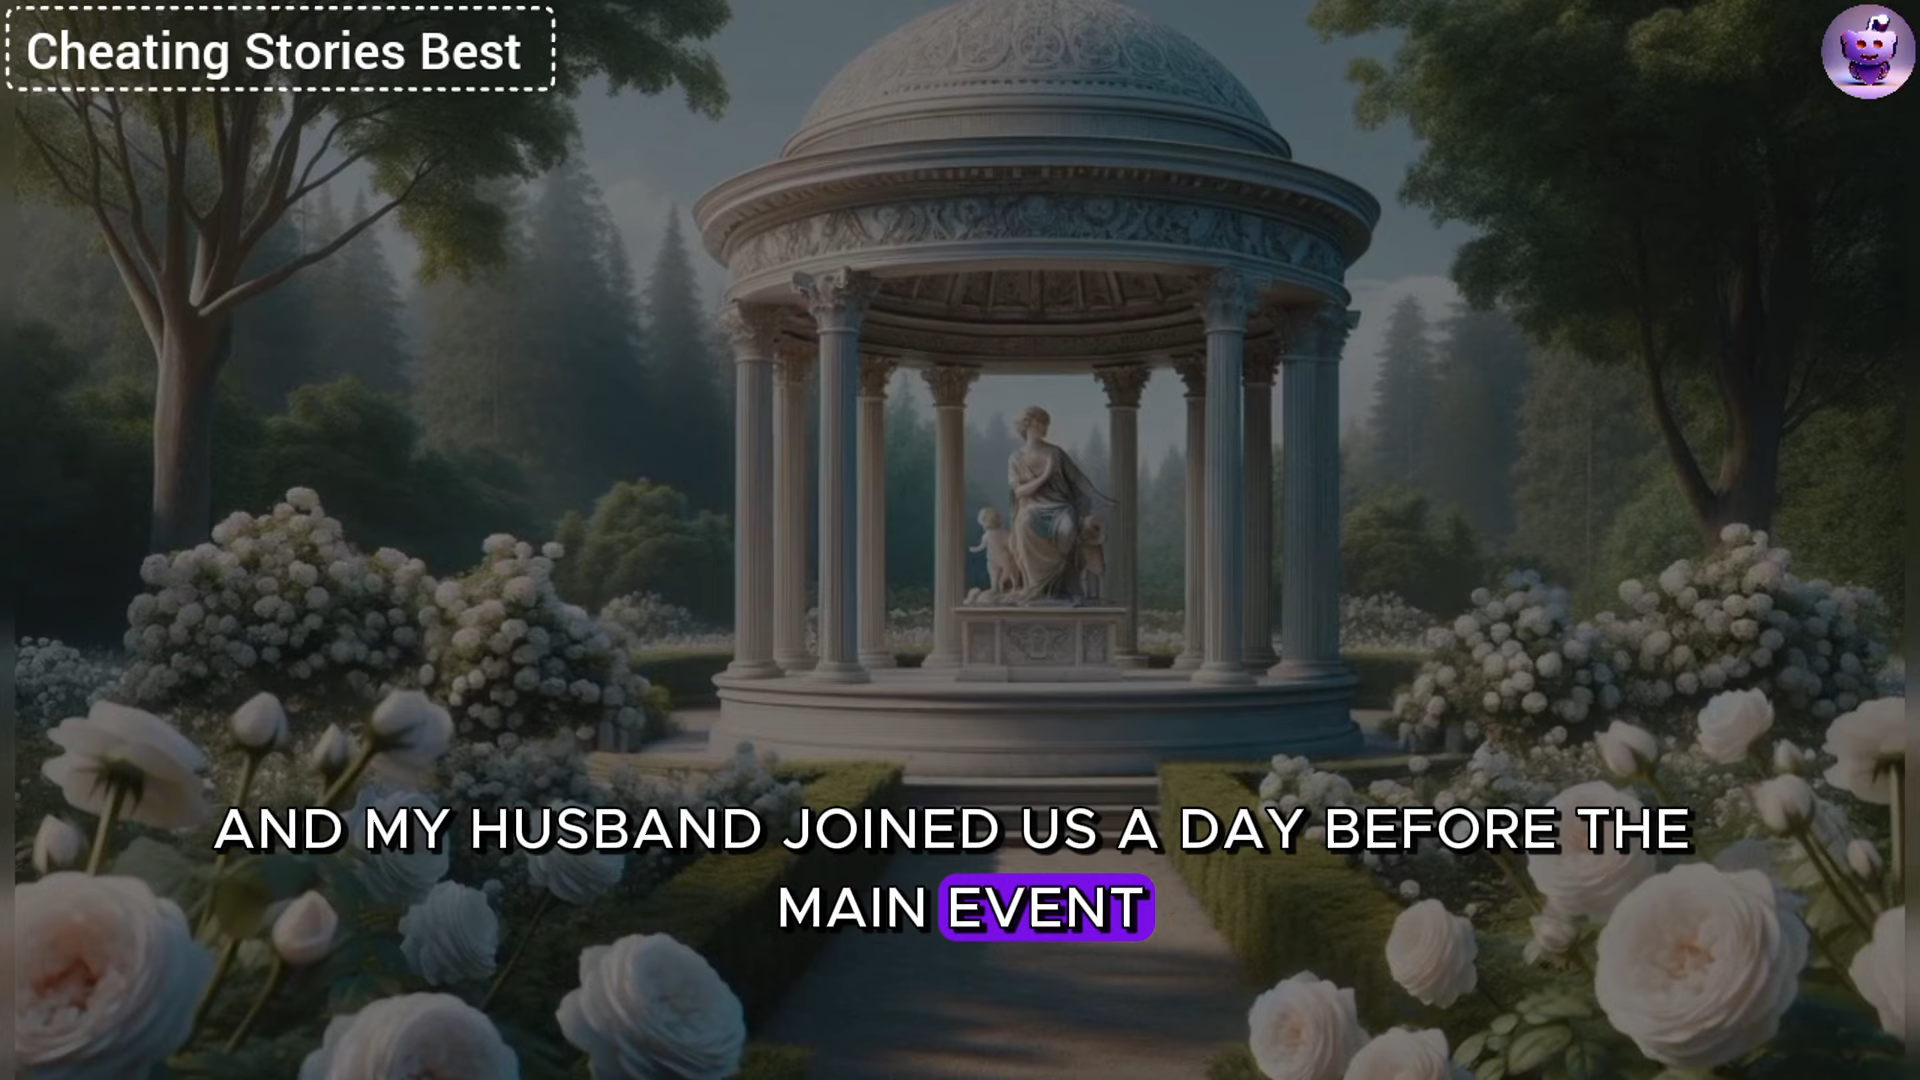 Cheating Stories Best
AND MY HUSBAND JOINED US A DAY BEFORE THE
MAIN EVENT